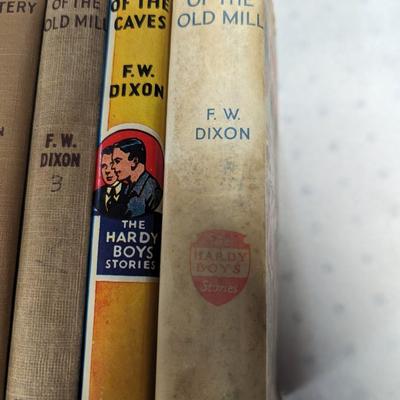 TERY
N
OF THE
OLD MILL
F. W.
DIXON
3
OF THE
CAVES
F.W.
DIXON
THE
HARDY
BOYS
STORIES
OF THE
OLD MILL
F. W.
DIXON
HARDY
BOYS
Stories